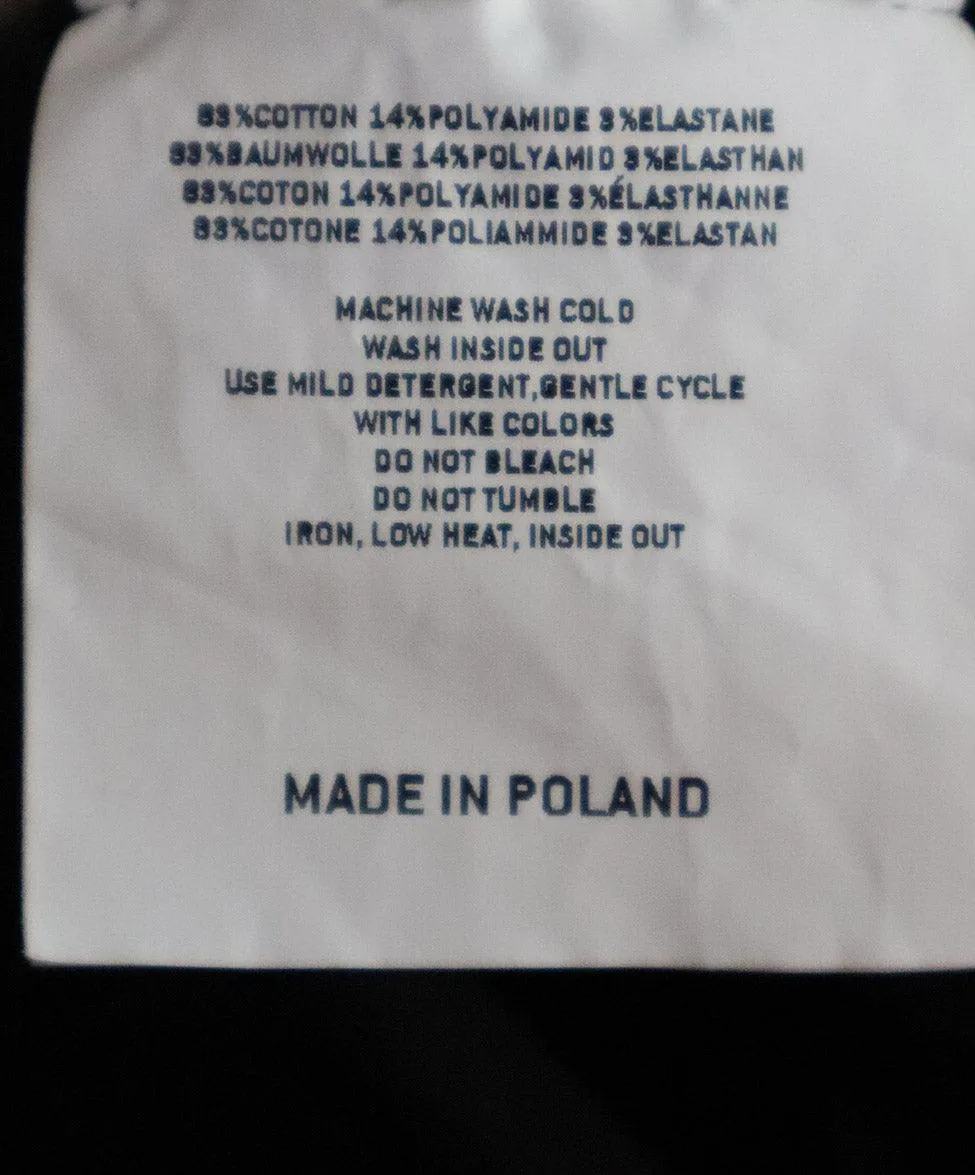 83%COTTON 14%POLYAMIDE 3%ELASTANE
83%BAUMWOLLE 14%POLYAMID 3%ELASTHAN
83%COTON 14%POLYAMIDE 3%ÉLASTHANNE
83%COTONE 14%POLIAMMIDE 3%ELASTAN
MACHINE WASH COLD
WASH INSIDE OUT
USE MILD DETERGENT,GENTLE CYCLE
WITH LIKE COLORS
DO NOT BLEACH
DO NOT TUMBLE
IRON, LOW HEAT, INSIDE OUT
MADE IN POLAND